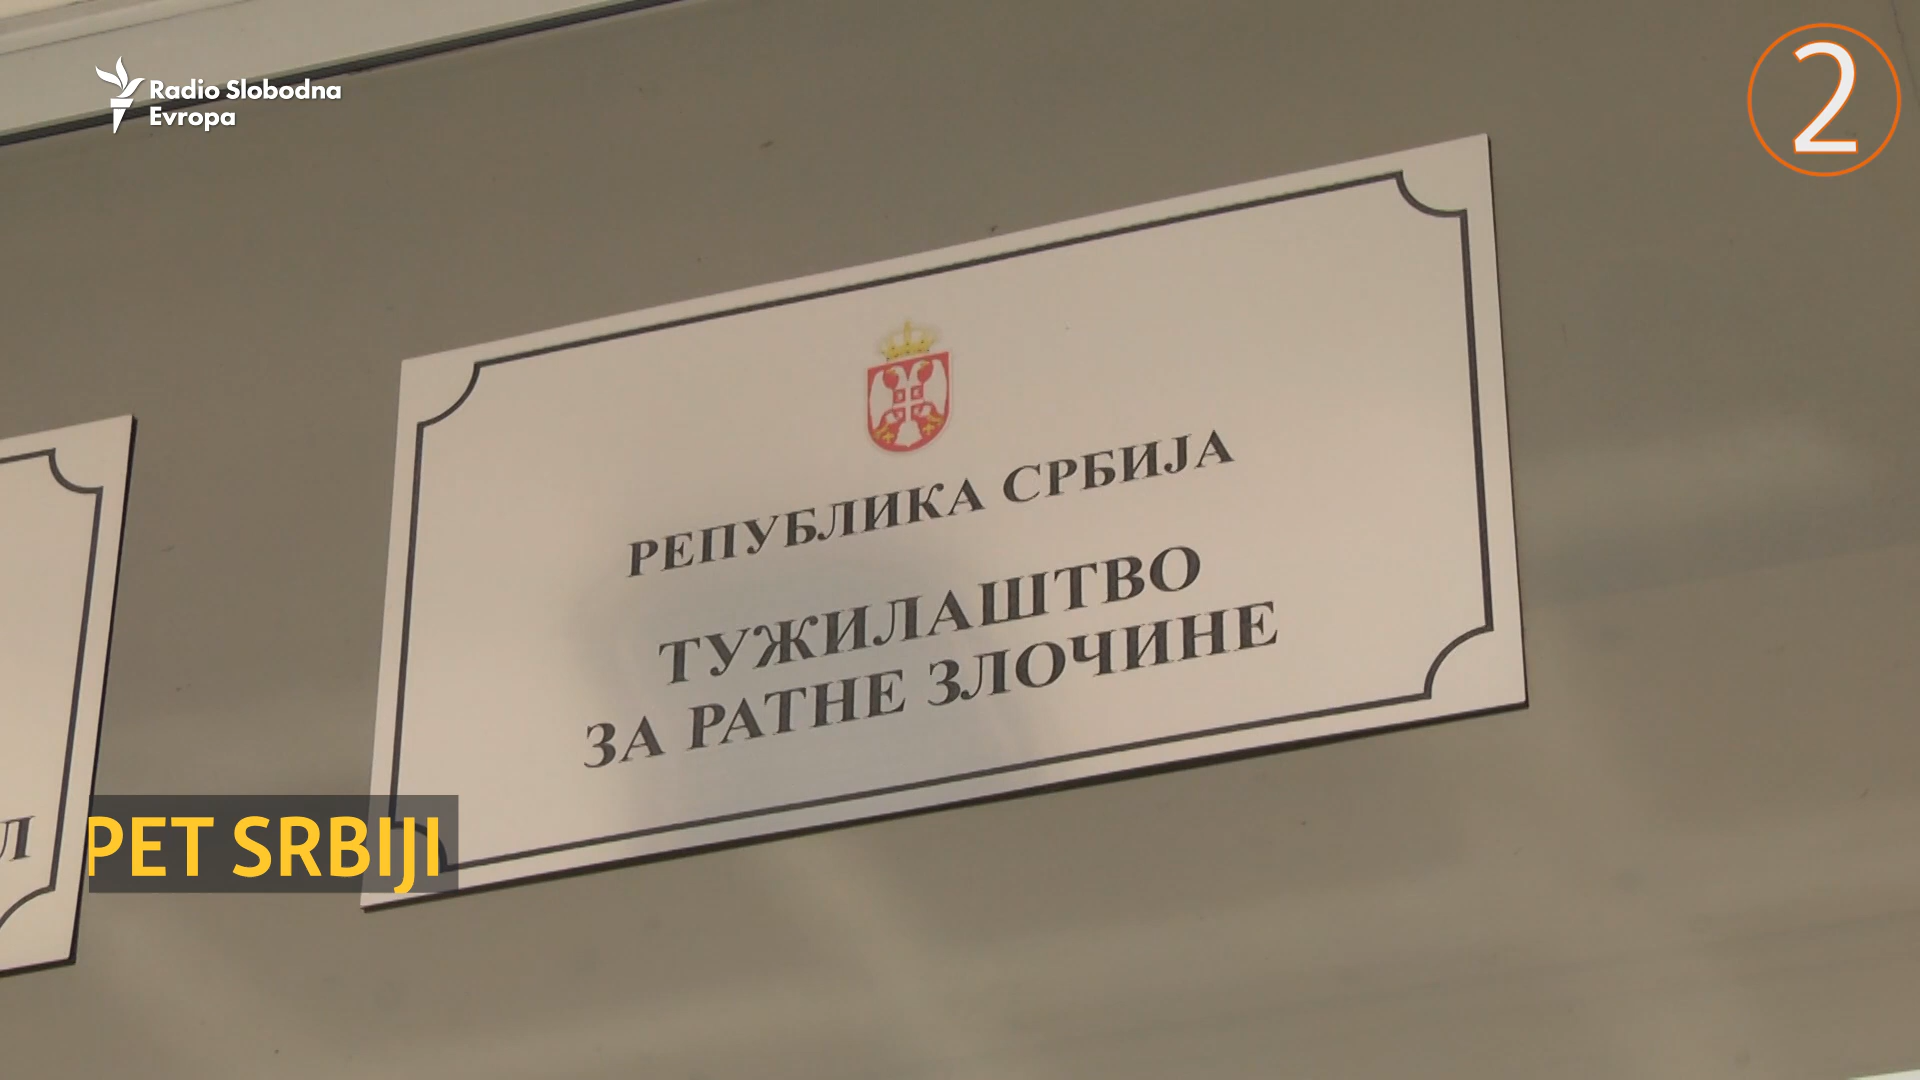 Radio Slobodna
Evropa
2
РЕПУБЛИКА СРБИЈА
ТУЖИЛАШТВО
ЗА РАТНЕ ЗЛОЧИНЕ
PET SRBIJI